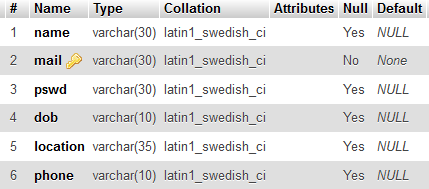 # Name Type Collation Attributes Null Default
1 name varchar(30) latin1_swedish_ci Yes NULL
2 mail varchar(30) latin1_swedish_ci No None
3 pswd varchar(30) latin1_swedish_ci Yes NULL
4 dob varchar(10) latin1_swedish_ci Yes NULL
5 location varchar(35) latin1_swedish_ci Yes NULL
6 phone varchar(10) latin1_swedish_ci Yes NULL